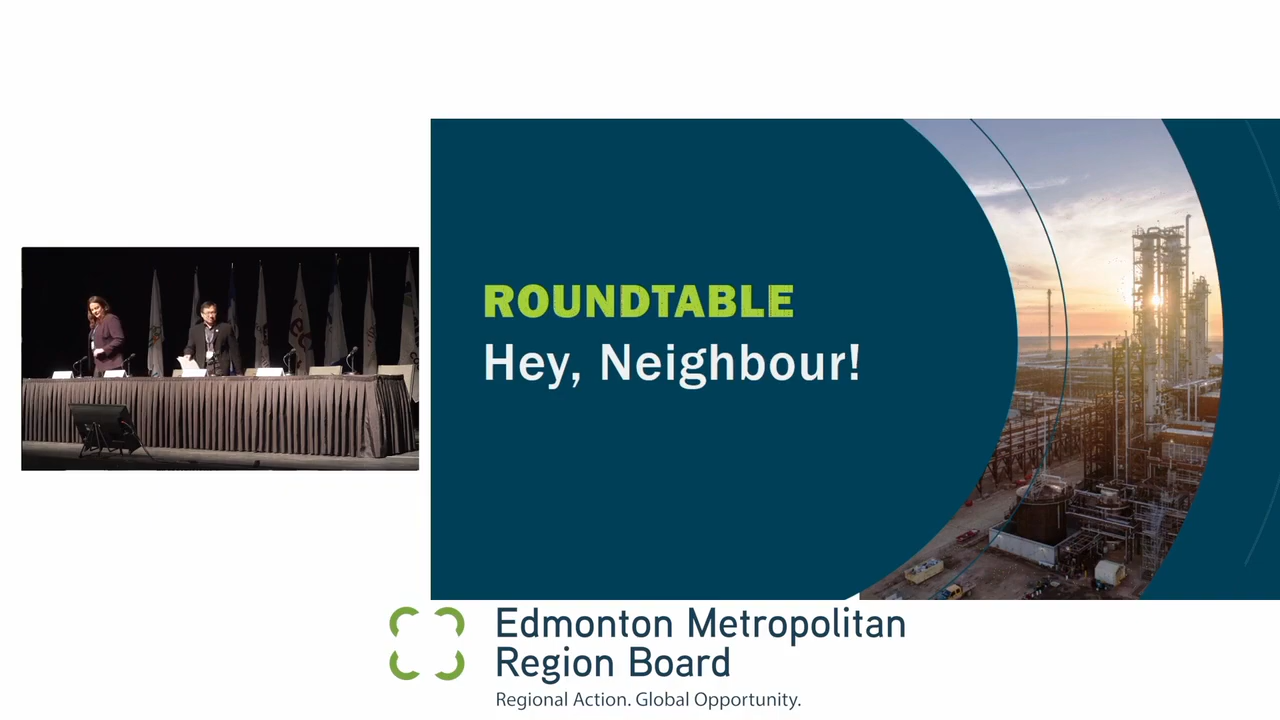 ROUNDTABLE
Hey, Neighbour!
Edmonton Metropolitan
Region Board
Regional Action. Global Opportunity.